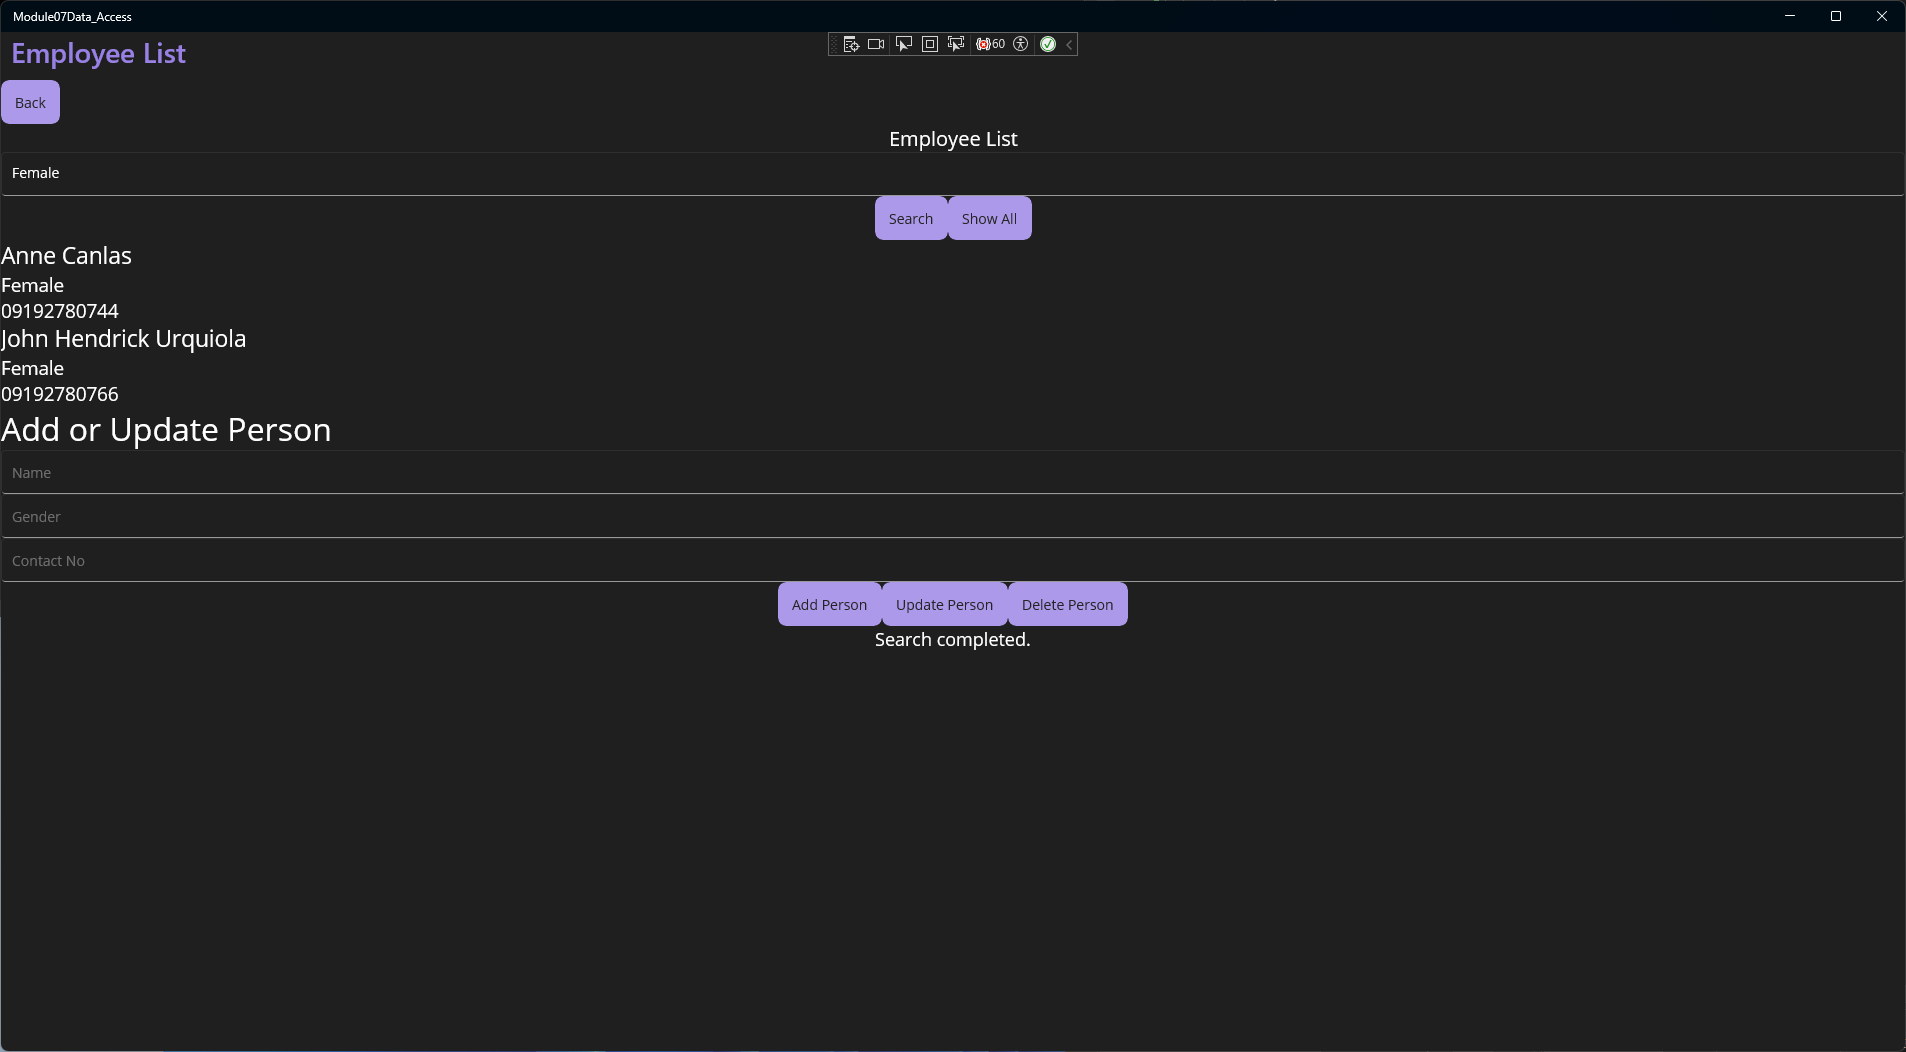 Module07Data_Access
Employee List
60
Back
Employee List
Female
Search Show All
Anne Canlas
Female
09192780744
John Hendrick Urquiola
Female
09192780766
Add or Update Person
Name
Gender
Contact No
Add Person Update Person Delete Person
Search completed.